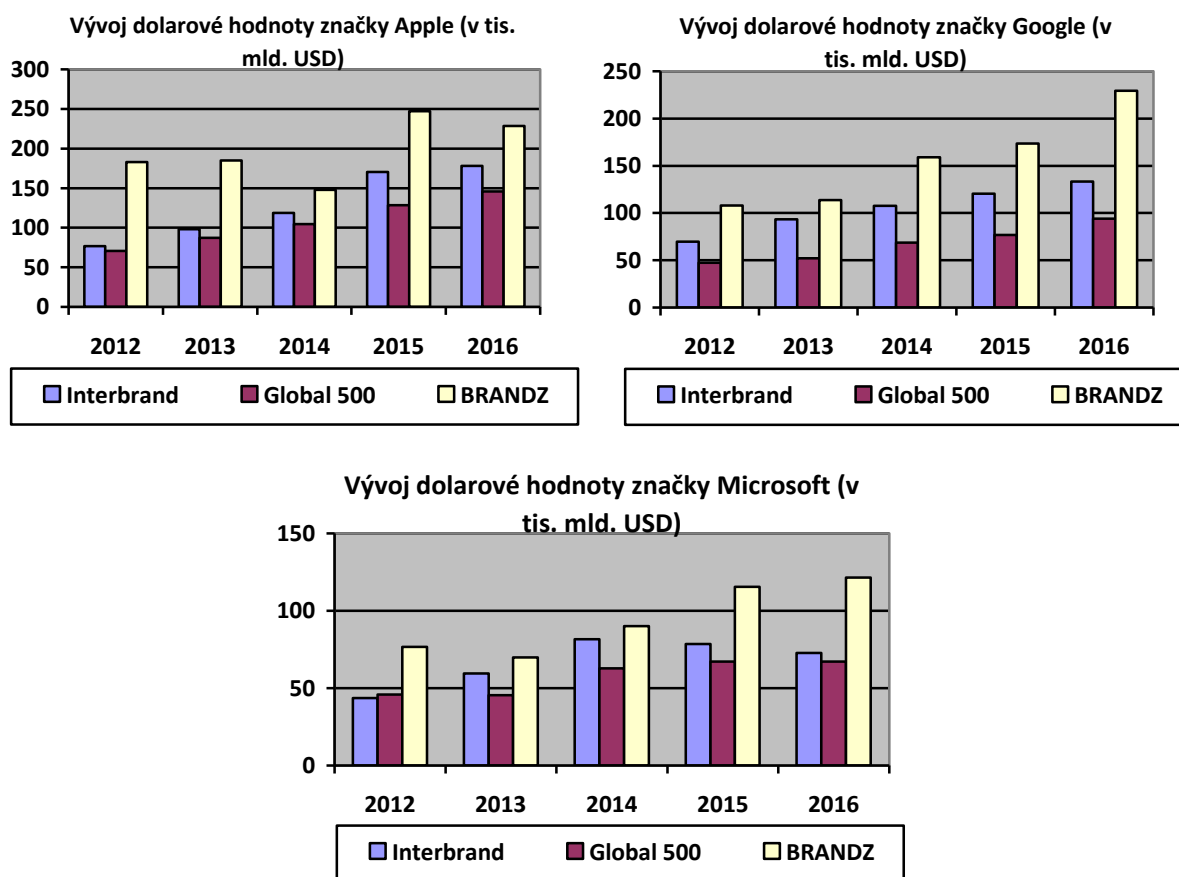 Vývoj dolarové hodnoty značky Apple (v tis.
mld. USD)
300
250
200
150
100
50
0
2012 2013 2014 2015 2016
Interbrand Global 500 BRANDZ
Vývoj dolarové hodnoty značky Google (v
tis. mld. USD)
250
200
150
100
50
0
2012 2013 2014 2015 2016
Interbrand Global 500 BRANDZ
Vývoj dolarové hodnoty značky Microsoft (v
tis. mld. USD)
150
100
50
0
2012 2013 2014 2015 2016
Interbrand Global 500 BRANDZ